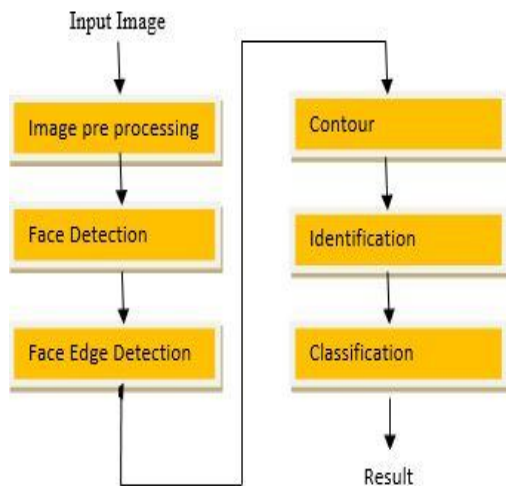 Input Image
Image pre processing
Face Detection
Face Edge Detection
Contour
Identification
Classification
Result